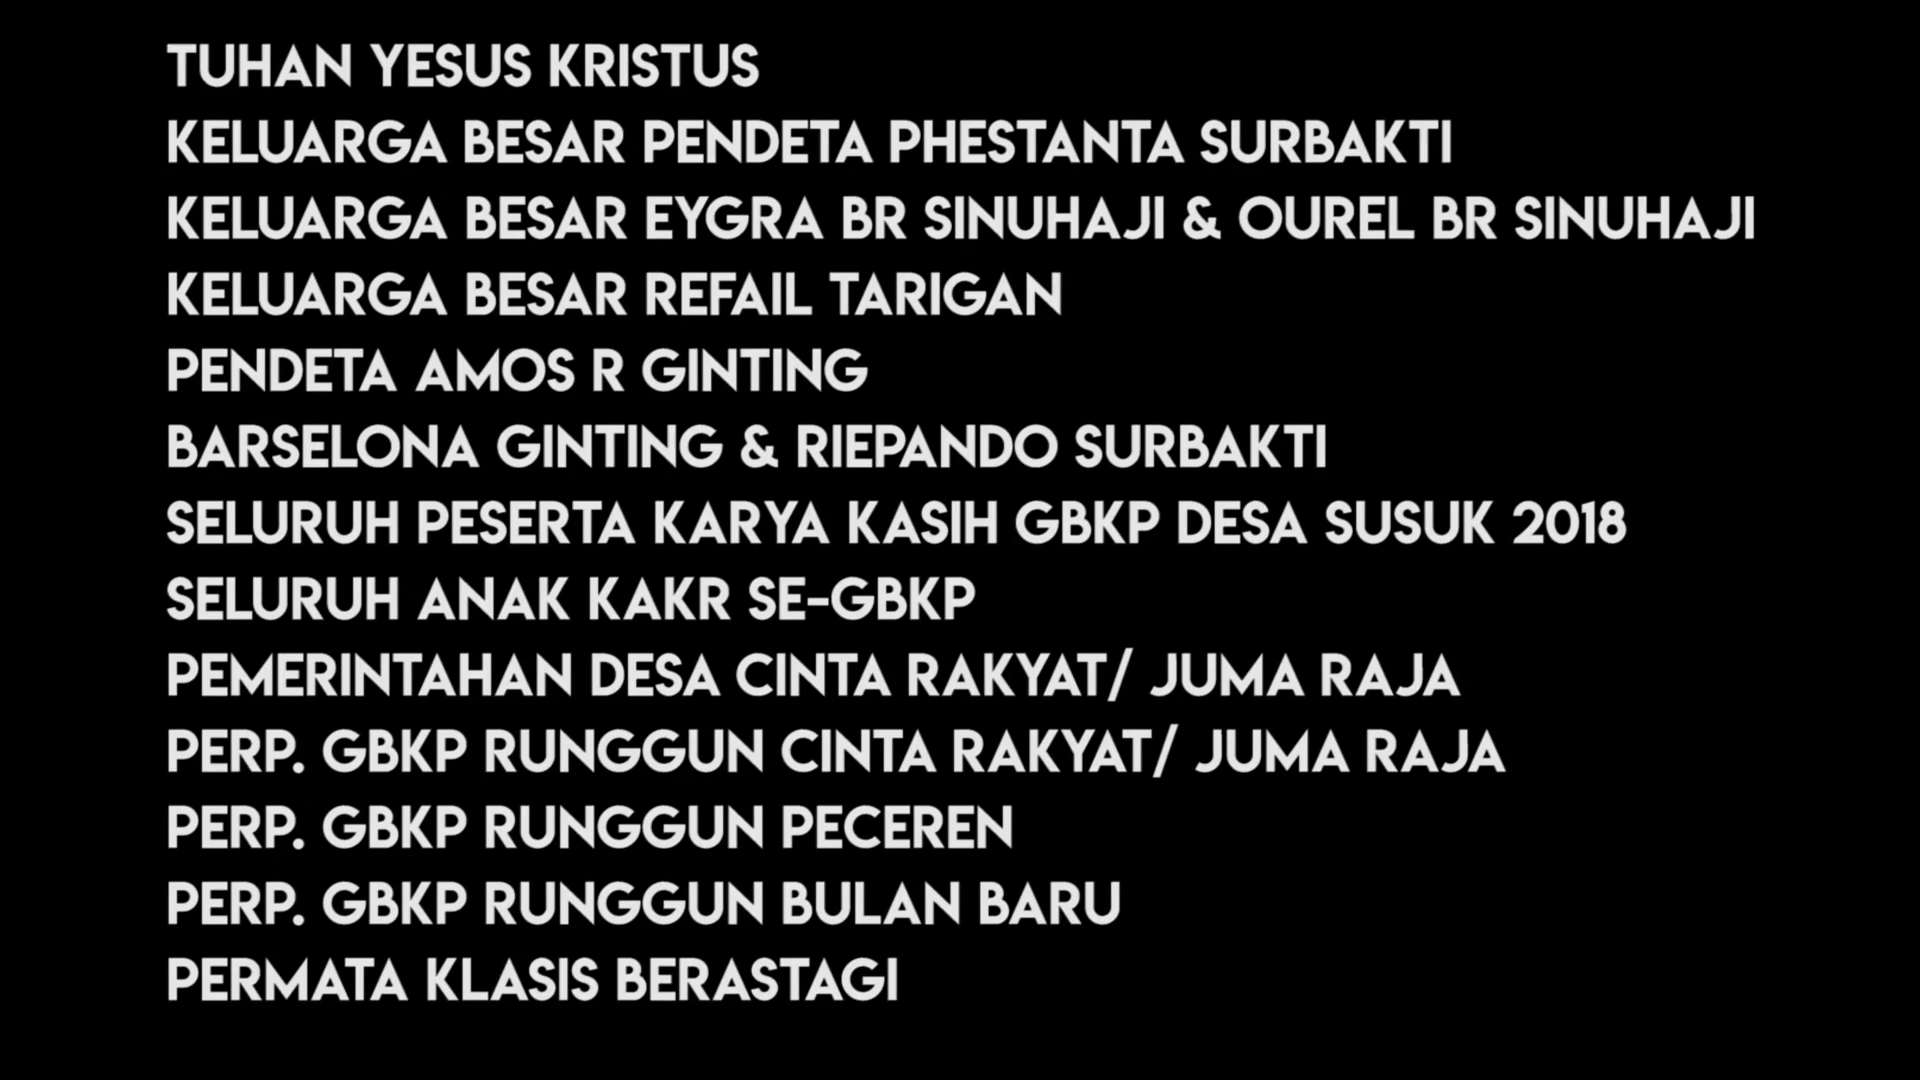 TUHAN YESUS KRISTUS
KELUARGA BESAR PENDETA PHESTANTA SURBAKTI
KELUARGA BESAR EYGRA BR SINUHAJI & OUREL BR SINUHAJI
KELUARGA BESAR REFAIL TARIGAN
PENDETA AMOS R GINTING
BARSELONA GINTING & RIEPANDO SURBAKTI
SELURUH PESERTA KARYA KASIH GBKP DESA SUSUK 2018
SELURUH ANAK KAKR SE-GBKP
PEMERINTAHAN DESA CINTA RAKYAT/ JUMA RAJA
PERP. GBKP RUNGGUN CINTA RAKYAT/ JUMA RAJA
PERP. GBKP RUNGGUN PECEREN
PERP. GBKP RUNGGUN BULAN BARU
PERMATA KLASIS BERASTAGI